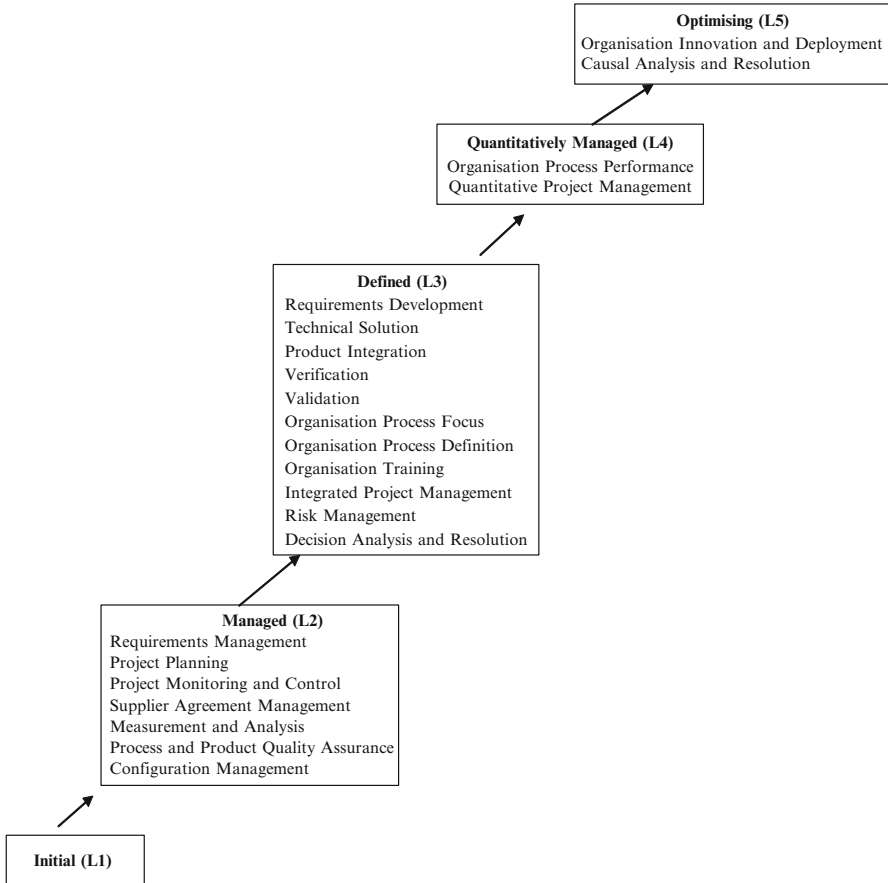 Optimising (L5)
Organisation Innovation and Deployment
Causal Analysis and Resolution
Quantitatively Managed (L4)
Organisation Process Performance
Quantitative Project Management
Defined (L3)
Requirements Development
Technical Solution
Product Integration
Verification
Validation
Organisation Process Focus
Organisation Process Definition
Organisation Training
Integrated Project Management
Risk Management
Decision Analysis and Resolution
Managed (L2)
Requirements Management
Project Planning
Project Monitoring and Control
Supplier Agreement Management
Measurement and Analysis
Process and Product Quality Assurance
Configuration Management
Initial (L1)